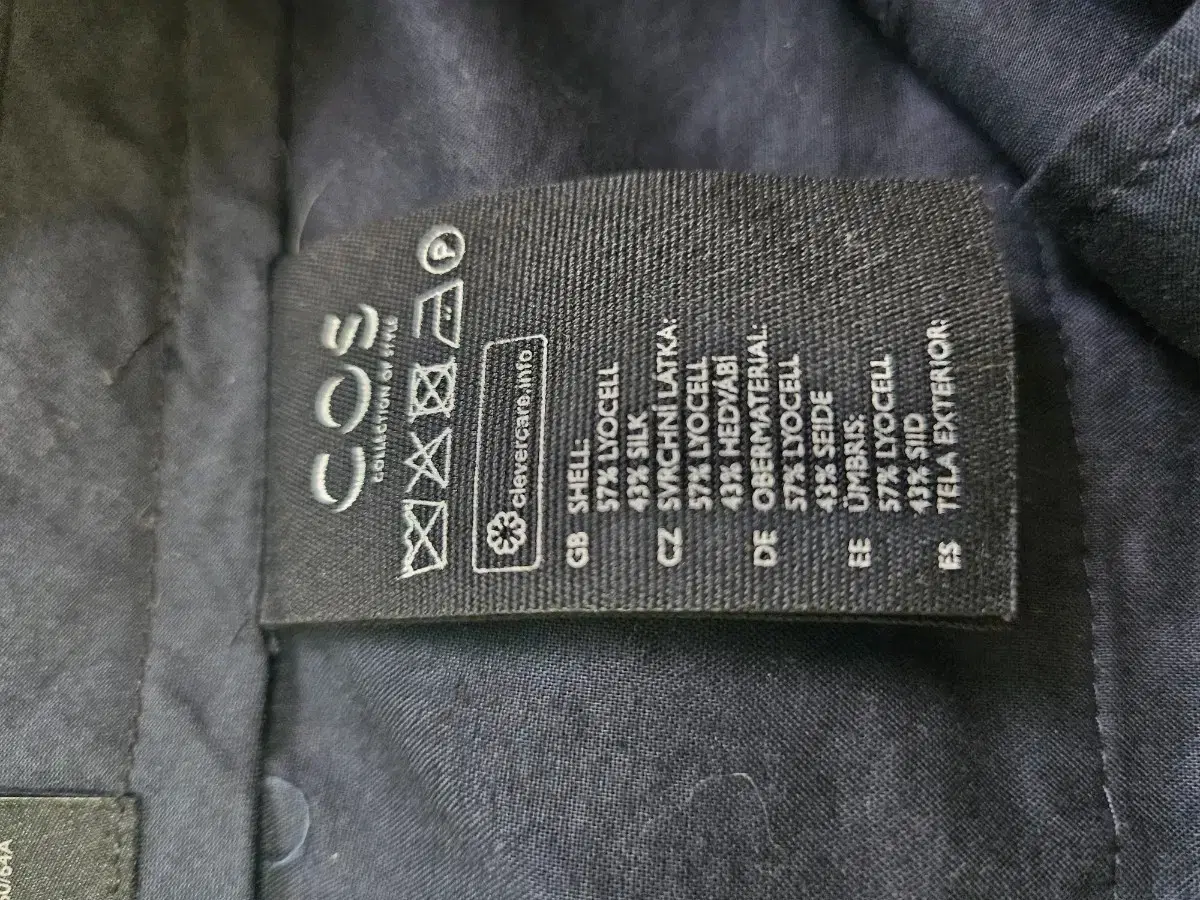 COS
COLLECTION OF STYLE
P
clevercare.info
GB SHELL:
57% LYOCELL
43% SILK
CZ SVRCHNÍ LATKA:
57% LYOCELL
43% HEDVÁBÍ
DE OBERMATERIAL:
57% LYOCELL
43% SEIDE
EE ÜMBRIS:
57% LYOCELL
43% SIID
ES TELA EXTERIOR: